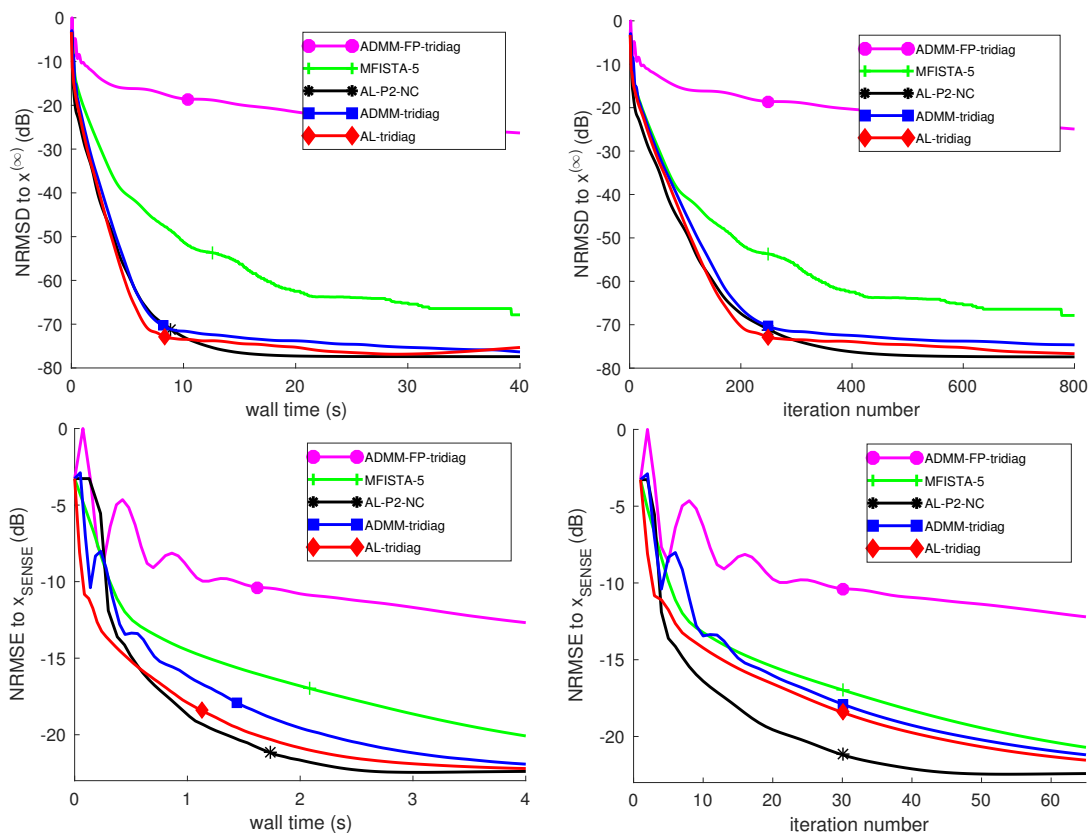 0
-10
-20
-30
-40
-50
-60
-70
-80
NRMSD to x^(∞) (dB)
0 10 20 30 40
wall time (s)
ADMM-FP-tridiag
MFISTA-5
AL-P2-NC
ADMM-tridiag
AL-tridiag
0
-10
-20
-30
-40
-50
-60
-70
-80
NRMSD to x^(∞) (dB)
0 200 400 600 800
iteration number
ADMM-FP-tridiag
MFISTA-5
AL-P2-NC
ADMM-tridiag
AL-tridiag
0
-5
-10
-15
-20
NRMSE to x_SENSE (dB)
0 1 2 3 4
wall time (s)
ADMM-FP-tridiag
MFISTA-5
AL-P2-NC
ADMM-tridiag
AL-tridiag
0
-5
-10
-15
-20
NRMSE to x_SENSE (dB)
0 10 20 30 40 50 60
iteration number
ADMM-FP-tridiag
MFISTA-5
AL-P2-NC
ADMM-tridiag
AL-tridiag